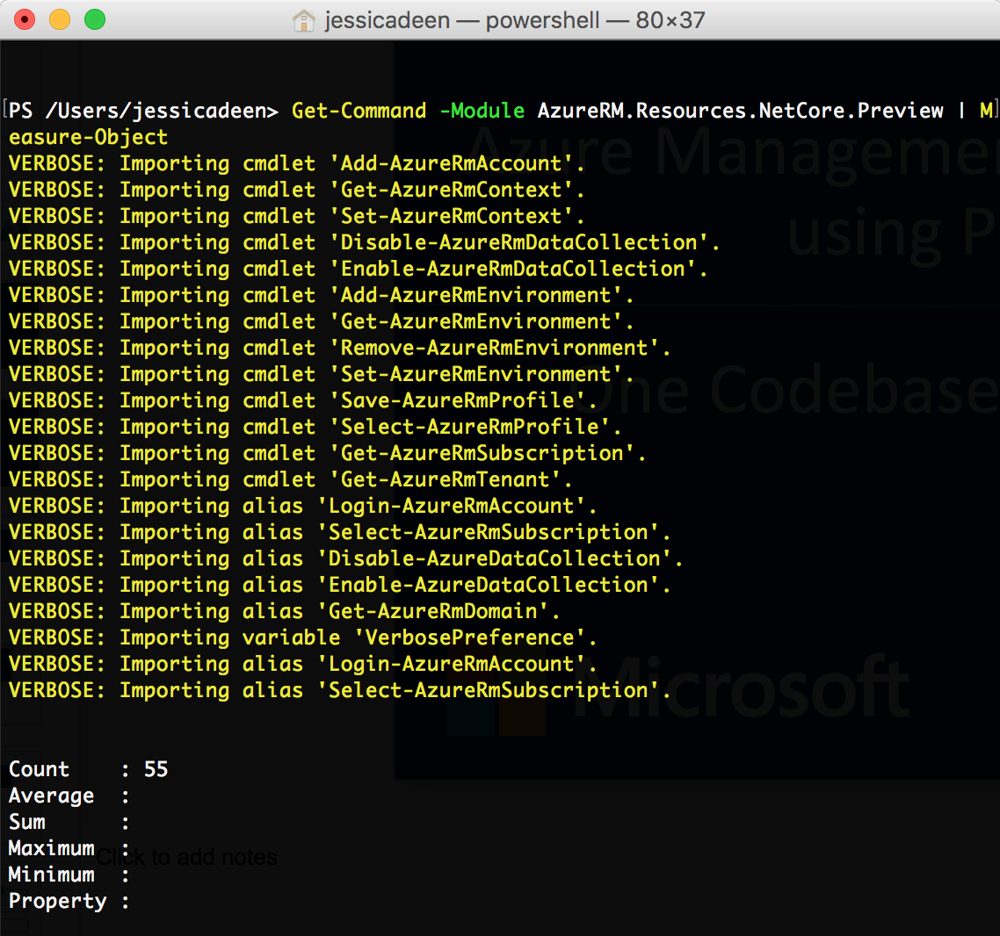 jessicadeen — powershell — 80×37
PS /Users/jessicadeen> Get-Command -Module AzureRM.Resources.NetCore.Preview | M
easure-Object
Azure Managemen
VERBOSE: Importing cmdlet 'Add-AzureRmAccount'.
VERBOSE: Importing cmdlet 'Get-AzureRmContext'.
VERBOSE: Importing cmdlet 'Set-AzureRmContext'.
using P
VERBOSE: Importing cmdlet 'Disable-AzureRmDataCollection'.
VERBOSE: Importing cmdlet 'Enable-AzureRmDataCollection'.
VERBOSE: Importing cmdlet 'Add-AzureRmEnvironment'.
VERBOSE: Importing cmdlet 'Get-AzureRmEnvironment'.
VERBOSE: Importing cmdlet 'Remove-AzureRmEnvironment'.
VERBOSE: Importing cmdlet 'Set-AzureRmEnvironment'.
One Codebase
VERBOSE: Importing cmdlet 'Save-AzureRmProfile'.
VERBOSE: Importing cmdlet 'Select-AzureRmProfile'.
VERBOSE: Importing cmdlet 'Get-AzureRmSubscription'.
VERBOSE: Importing cmdlet 'Get-AzureRmTenant'.
VERBOSE: Importing alias 'Login-AzureRmAccount'.
VERBOSE: Importing alias 'Select-AzureRmSubscription'.
VERBOSE: Importing alias 'Disable-AzureDataCollection'.
VERBOSE: Importing alias 'Enable-AzureDataCollection'.
VERBOSE: Importing alias 'Get-AzureRmDomain'.
VERBOSE: Importing variable 'VerbosePreference'.
VERBOSE: Importing alias 'Login-AzureRmAccount'.
VERBOSE: Importing alias 'Select-AzureRmSubscription'.
Microsoft
Count    : 55
Average  :
Sum      :
Maximum  :
Click to add notes
Minimum  :
Property :